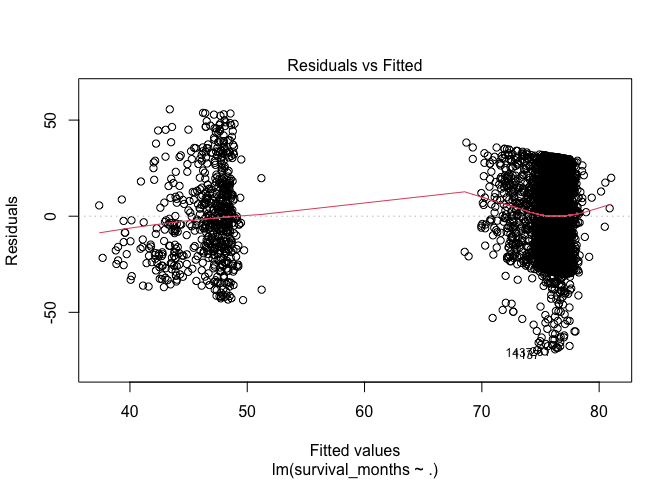 Residuals vs Fitted
Residuals
50
0
-50
40
50
60
70
80
Fitted values
lm(survival_months ~ .)